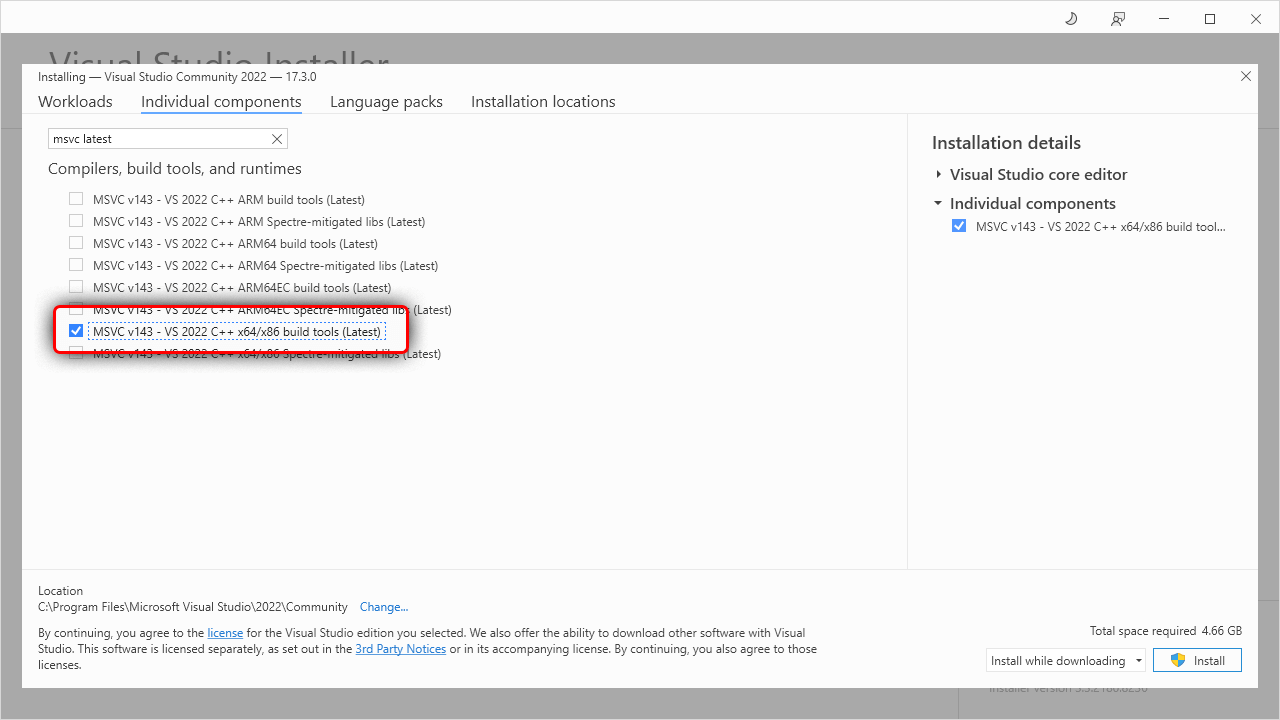 Visual Studio Installer
Installing — Visual Studio Community 2022 — 17.3.0
Workloads
Individual components
Language packs
Installation locations
msvc latest
Compilers, build tools, and runtimes
MSVC v143 - VS 2022 C++ ARM build tools (Latest)
MSVC v143 - VS 2022 C++ ARM Spectre-mitigated libs (Latest)
MSVC v143 - VS 2022 C++ ARM64 build tools (Latest)
MSVC v143 - VS 2022 C++ ARM64 Spectre-mitigated libs (Latest)
MSVC v143 - VS 2022 C++ ARM64EC build tools (Latest)
MSVC v143 - VS 2022 C++ ARM64EC Spectre-mitigated libs (Latest)
MSVC v143 - VS 2022 C++ x64/x86 build tools (Latest)
MSVC v143 - VS 2022 C++ x64/x86 Spectre-mitigated libs (Latest)
Installation details
Visual Studio core editor
Individual components
MSVC v143 - VS 2022 C++ x64/x86 build tool...
Location
C:\Program Files\Microsoft Visual Studio\2022\Community Change...
By continuing, you agree to the license for the Visual Studio edition you selected. We also offer the ability to download other software with Visual
Studio. This software is licensed separately, as set out in the 3rd Party Notices or in its accompanying license. By continuing, you also agree to those
licenses.
Total space required 4.66 GB
Install while downloading
Install